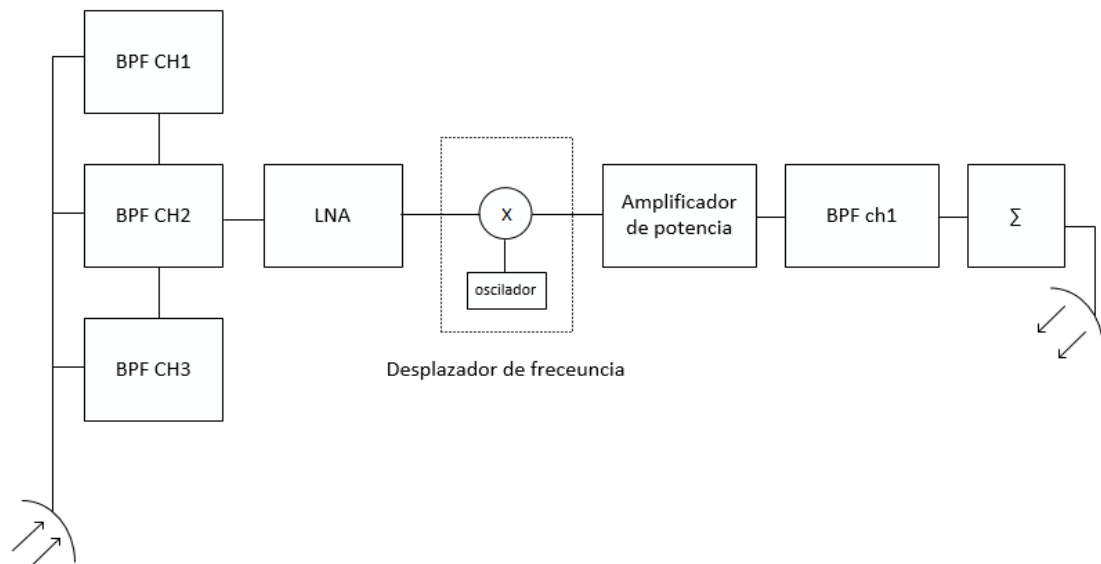 BPF CH1
BPF CH2
LNA
X
oscilador
Amplificador
de potencia
BPF ch1
∑
BPF CH3
Desplazador de freceuncia